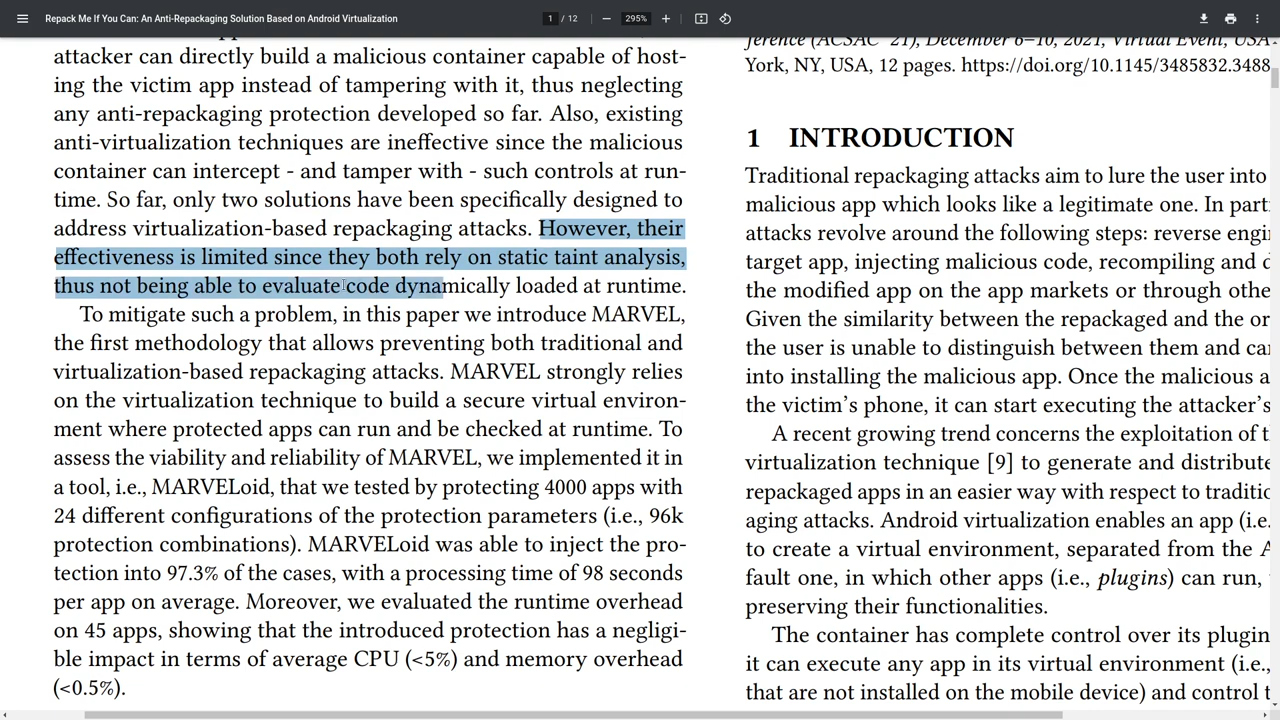 Repack Me If You Can: An Anti-Repackaging Solution Based on Android Virtualization
1 / 12
295%
attacker can directly build a malicious container capable of host-
ing the victim app instead of tampering with it, thus neglecting
any anti-repackaging protection developed so far. Also, existing
anti-virtualization techniques are ineffective since the malicious
container can intercept - and tamper with - such controls at run-
time. So far, only two solutions have been specifically designed to
address virtualization-based repackaging attacks. However, their
effectiveness is limited since they both rely on static taint analysis,
thus not being able to evaluate code dynamically loaded at runtime.
To mitigate such a problem, in this paper we introduce MARVEL,
the first methodology that allows preventing both traditional and
virtualization-based repackaging attacks. MARVEL strongly relies
on the virtualization technique to build a secure virtual environ-
ment where protected apps can run and be checked at runtime. To
assess the viability and reliability of MARVEL, we implemented it in
a tool, i.e., MARVELoid, that we tested by protecting 4000 apps with
24 different configurations of the protection parameters (i.e., 96k
protection combinations). MARVELoid was able to inject the pro-
tection into 97.3% of the cases, with a processing time of 98 seconds
per app on average. Moreover, we evaluated the runtime overhead
on 45 apps, showing that the introduced protection has a negligi-
ble impact in terms of average CPU (<5%) and memory overhead
(<0.5%).
ference (ACSAC '21), December 6–10, 2021, Virtual Event, USA
York, NY, USA, 12 pages. https://doi.org/10.1145/3485832.3488
1 INTRODUCTION
Traditional repackaging attacks aim to lure the user into
malicious app which looks like a legitimate one. In parti
attacks revolve around the following steps: reverse engi
target app, injecting malicious code, recompiling and d
the modified app on the app markets or through othe
Given the similarity between the repackaged and the or
the user is unable to distinguish between them and ca
into installing the malicious app. Once the malicious a
the victim's phone, it can start executing the attacker's
A recent growing trend concerns the exploitation of t
virtualization technique [9] to generate and distribute
repackaged apps in an easier way with respect to traditio
aging attacks. Android virtualization enables an app (i.e.
to create a virtual environment, separated from the A
fault one, in which other apps (i.e., plugins) can run,
preserving their functionalities.
The container has complete control over its plugin
it can execute any app in its virtual environment (i.e.,
that are not installed on the mobile device) and control t